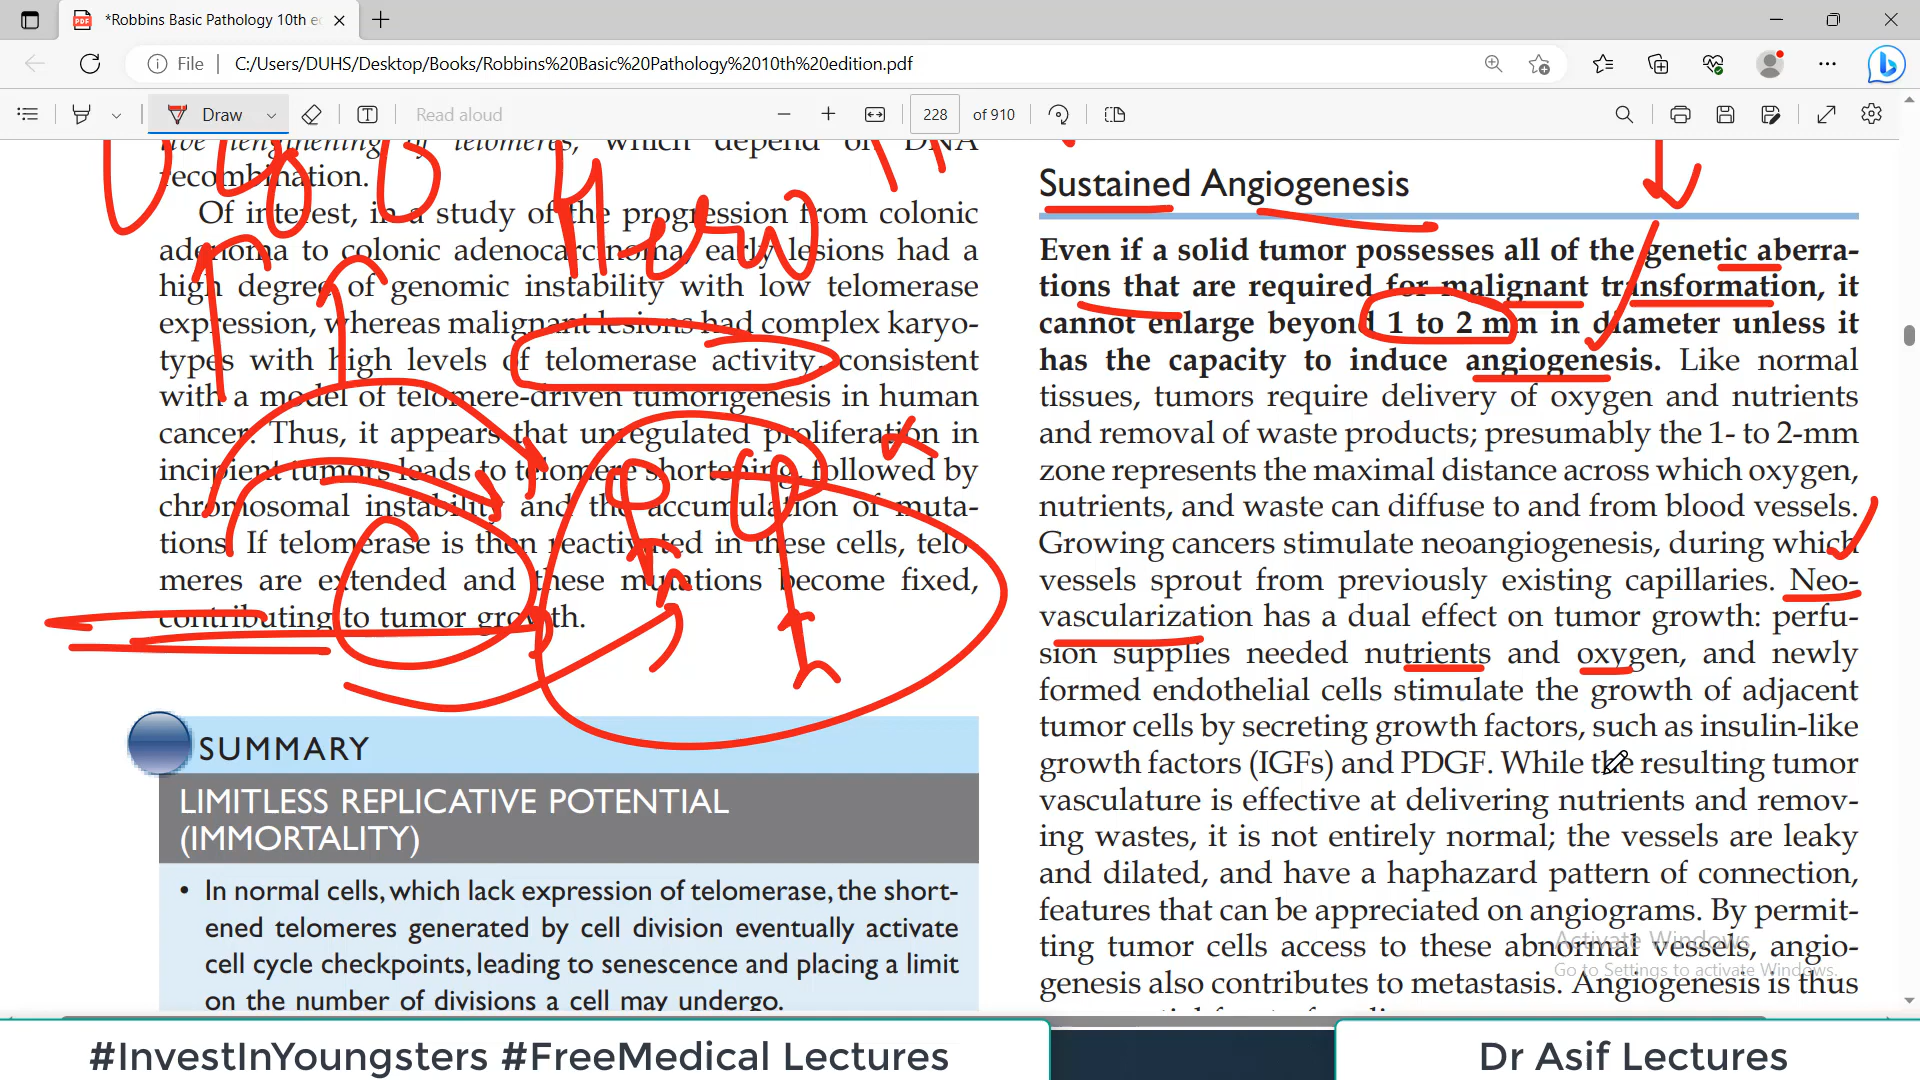 *Robbins Basic Pathology 10th e
File
C:/Users/DUHS/Desktop/Books/Robbins%20Basic%20Pathology%2010th%20edition.pdf
Draw
Read aloud
228 of 910
tive lengthening of telomeres, which depend on DNA
recombination.
Of interest, in a study of the progression from colonic
adenoma to colonic adenocarcinoma, early lesions had a
high degree of genomic instability with low telomerase
expression, whereas malignant lesions had complex karyo-
types with high levels of telomerase activity, consistent
with a model of telomere-driven tumorigenesis in human
cancer. Thus, it appears that unregulated proliferation in
incipient tumors leads to telomere shortening, followed by
chromosomal instability and the accumulation of muta-
tions. If telomerase is then reactivated in these cells, telo-
meres are extended and these mutations become fixed,
contributing to tumor growth.
SUMMARY
LIMITLESS REPLICATIVE POTENTIAL
(IMMORTALITY)
• In normal cells, which lack expression of telomerase, the short-
ened telomeres generated by cell division eventually activate
cell cycle checkpoints, leading to senescence and placing a limit
on the number of divisions a cell may undergo.
Sustained Angiogenesis
Even if a solid tumor possesses all of the genetic aberra-
tions that are required for malignant transformation, it
cannot enlarge beyond 1 to 2 mm in diameter unless it
has the capacity to induce angiogenesis. Like normal
tissues, tumors require delivery of oxygen and nutrients
and removal of waste products; presumably the 1- to 2-mm
zone represents the maximal distance across which oxygen,
nutrients, and waste can diffuse to and from blood vessels.
Growing cancers stimulate neoangiogenesis, during which
vessels sprout from previously existing capillaries. Neo-
vascularization has a dual effect on tumor growth: perfu-
sion supplies needed nutrients and oxygen, and newly
formed endothelial cells stimulate the growth of adjacent
tumor cells by secreting growth factors, such as insulin-like
growth factors (IGFs) and PDGF. While the resulting tumor
vasculature is effective at delivering nutrients and remov-
ing wastes, it is not entirely normal; the vessels are leaky
and dilated, and have a haphazard pattern of connection,
features that can be appreciated on angiograms. By permit-
ting tumor cells access to these abnormal vessels, angio-
genesis also contributes to metastasis. Angiogenesis is thus
Activate Windows
Go to Settings to activate Windows.
#InvestInYoungsters #FreeMedical Lectures
Dr Asif Lectures